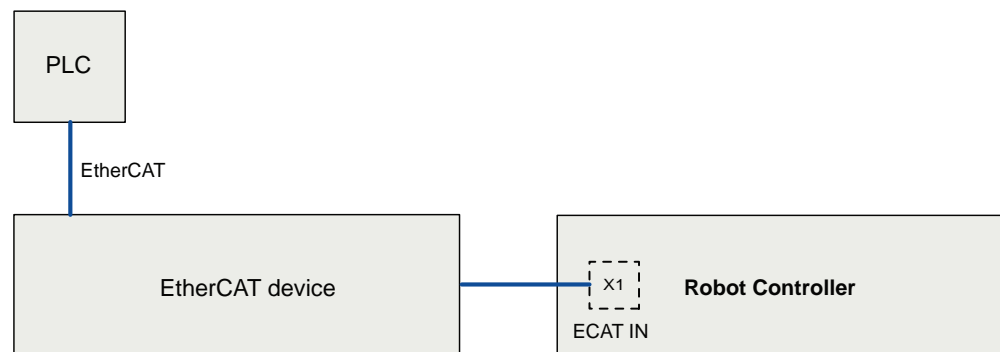 PLC
EtherCAT
EtherCAT device
X1
Robot Controller
ECAT IN